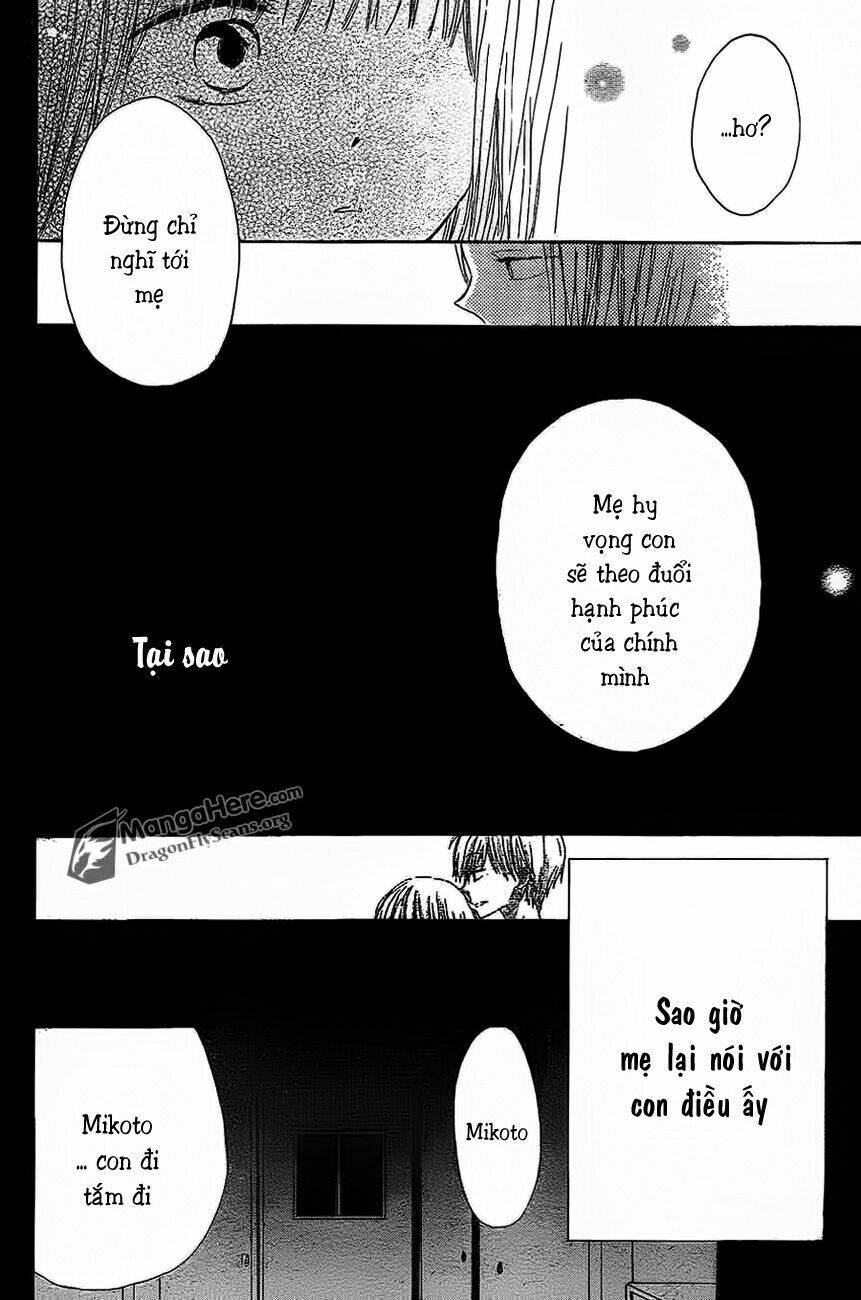 ...hơ?
Đừng chỉ
nghĩ tới
mẹ
Mẹ hy
vọng con
sẽ theo đuổi
hạnh phúc
của chính
mình
Tại sao
MangaHere.com
DragonFlyScans.org
Sao giờ
mẹ lại nói với
con điều ấy
Mikoto
Mikoto
... con đi
tắm đi